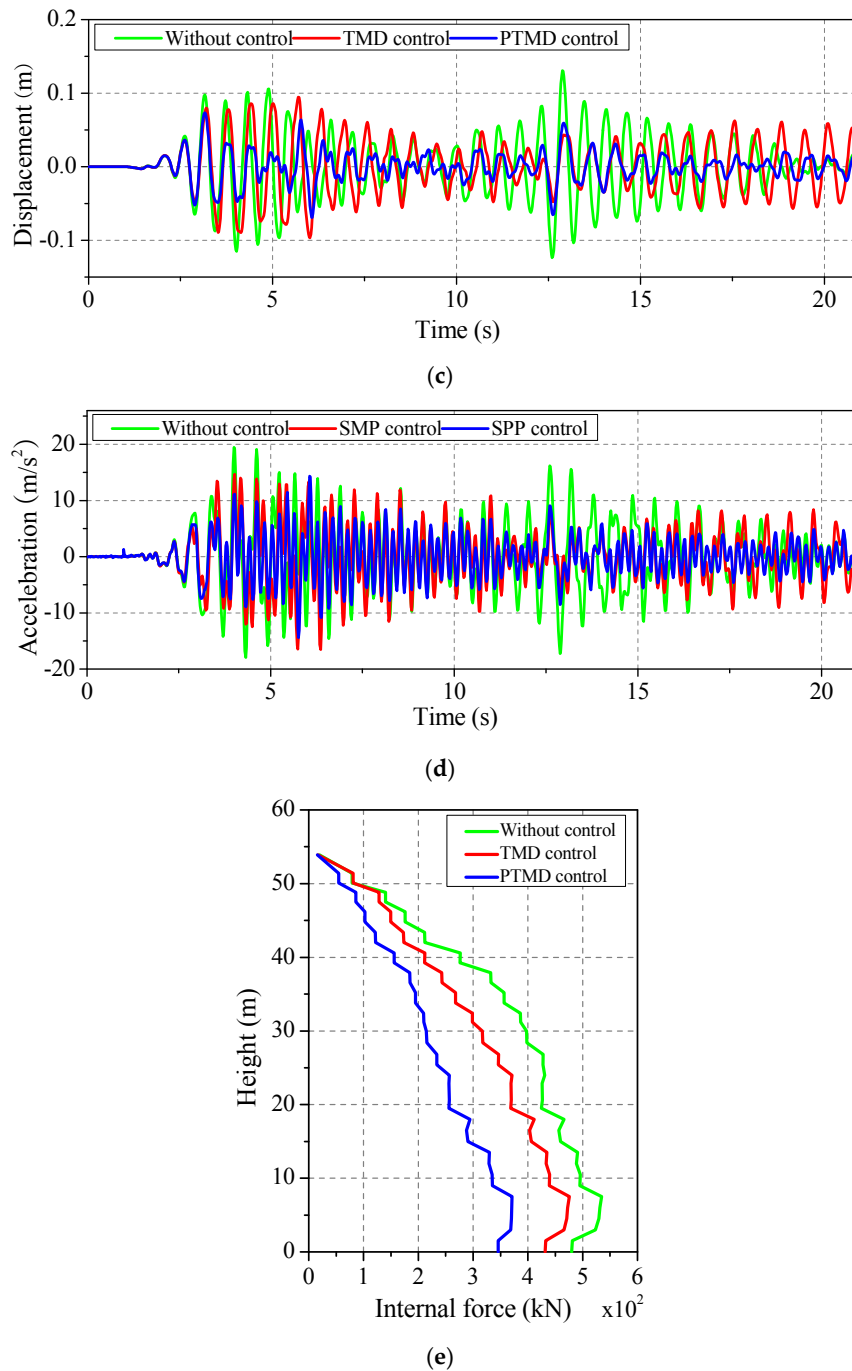 0.2
Without control TMD control PTMD control
0.1
0.0
-0.1
Displacement (m)
0 5 10 15 20
Time (s)
(c)
Without control SMP control SPP control
20
10
0
-10
-20
Accelebration (m/s²)
0 5 10 15 20
Time (s)
(d)
60
Without control
TMD control
PTMD control
50
40
30
20
10
0
Height (m)
0 1 2 3 4 5 6
Internal force (kN) x10²
(e)